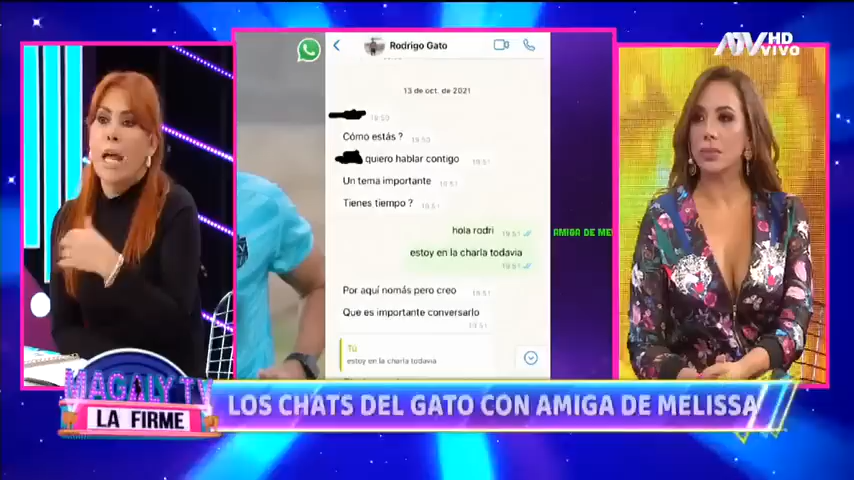 ATV HD
VIVO
Rodrigo Gato
13 de oct. de 2021
19:50
Cómo estás ?
19:50
quiero hablar contigo
19:51
Un tema importante
19:51
Tienes tiempo ?
19:51
hola rodri
19:51
estoy en la charla todavia
19:51
AMIGA DE ME
Por aquí nomás pero creo
19:51
Que es importante conversarlo
19:51
Tú
estoy en la charla todavia
MAGALY TV
LA FIRME
LOS CHATS DEL GATO CON AMIGA DE MELISSA